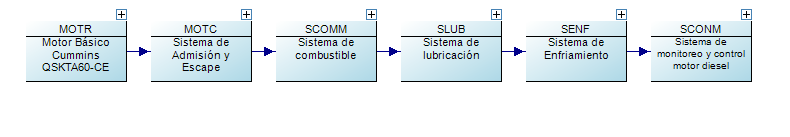 MOTR
Motor Básico
Cummins
QSKTA60-CE
MOTC
Sistema de
Admisión y
Escape
SCOMM
Sistema de
combustible
SLUB
Sistema de
lubricación
SENF
Sistema de
Enfriamiento
SCONM
Sistema de
monitoreo y control
motor diesel